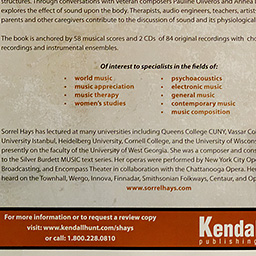 structures. Through conversations with veteran composers Pauline Oliveros and Annea
explores the effect of sound upon the body. Therapists, audio engineers, teachers, artist
parents and other caregivers contribute to the discussion of sound and its physiological
The book is anchored by 58 musical scores and 2 CDs of 84 original recordings with
recordings and instrumental ensembles.
Of interest to specialists in the fields of:
• world music
• music appreciation
• music therapy
• women's studies
• psychoacoustics
• electronic music
• general music
• contemporary music
• music composition
Sorrel Hays has lectured at many universities including Queens College CUNY, Vassar Co
University Istanbul, Heidelberg University, Cornell College, and the University of Wiscon
presently on the faculty of the University of West Georgia. She was a composer and cons
to the Silver Burdett MUSIC text series. Her operas were performed by New York City Ope
Broadcasting, and Encompass Theater in collaboration with the Chattanooga Opera. Her
heard on the Townhall, Wergo, Innova, Finnadar, Smithsonian Folkways, Centaur, and Op
www.sorrelhays.com
For more information or to request a review copy
visit: www.kendallhunt.com/shays
or call: 1.800.228.0810
Kenda
publishing